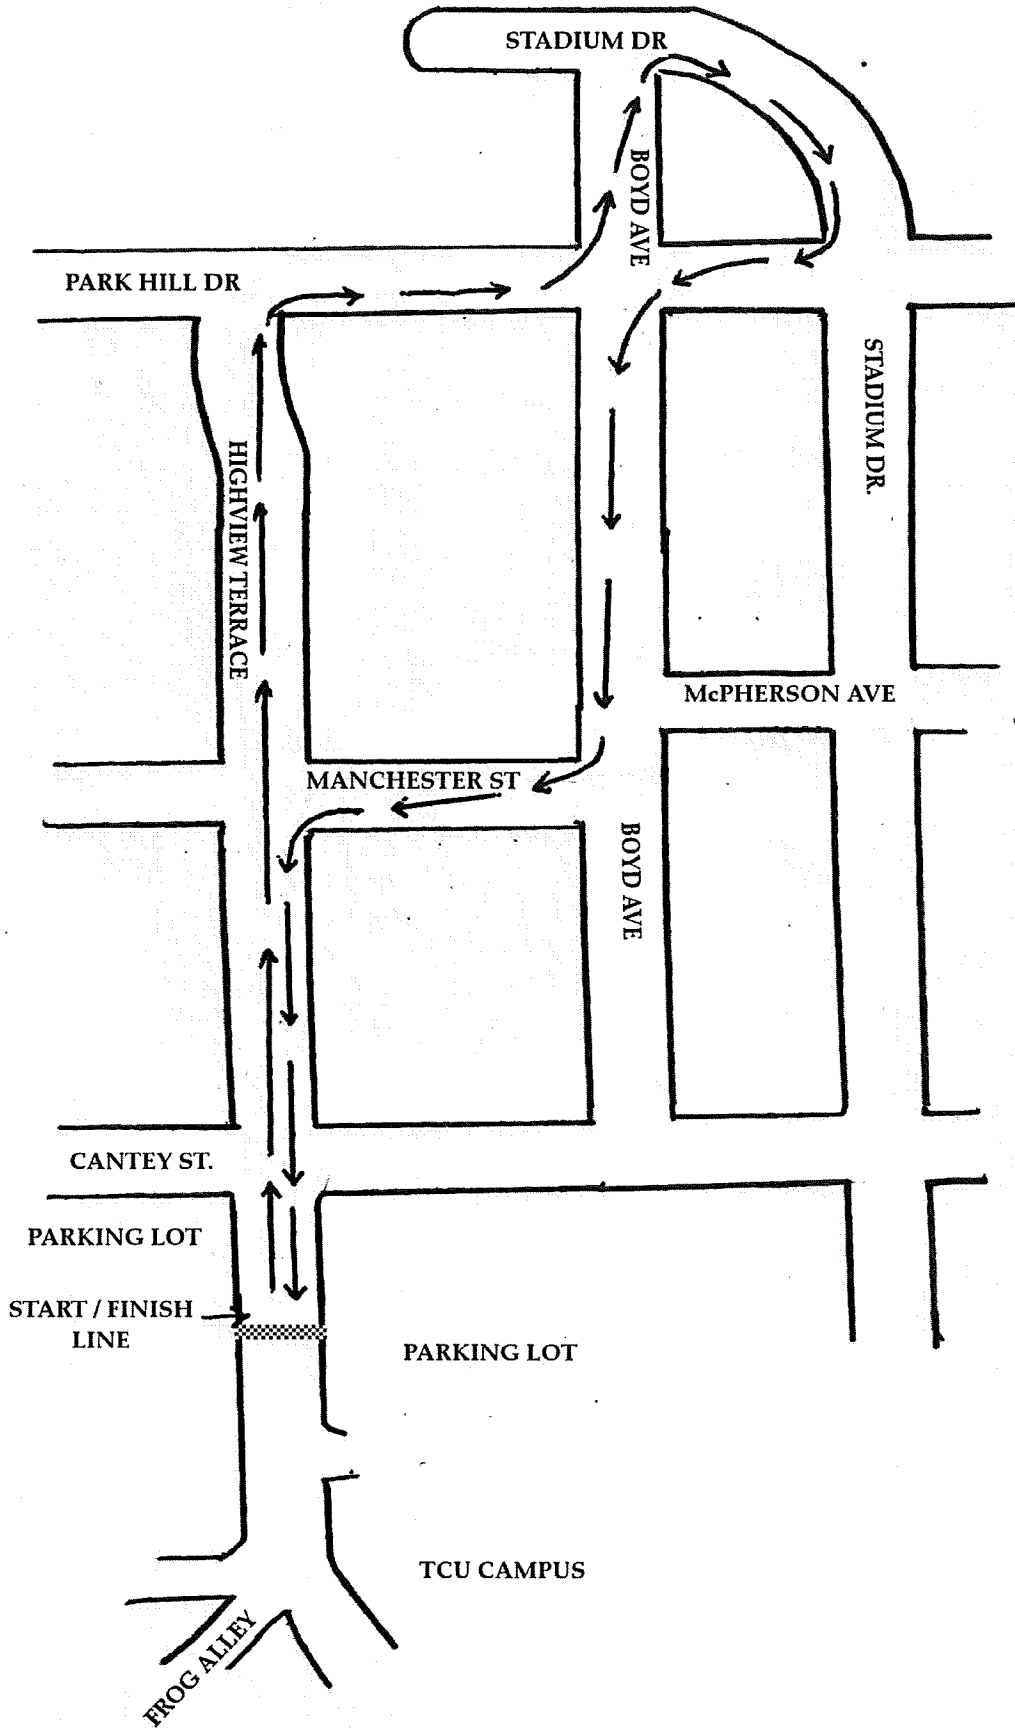 STADIUM DR
BOYD AVE
PARK HILL DR
STADIUM DR.
HIGHVIEW TERRACE
McPHERSON AVE
MANCHESTER ST
BOYD AVE
CANTEY ST.
PARKING LOT
START / FINISH
LINE
PARKING LOT
TCU CAMPUS
FROG ALLEY